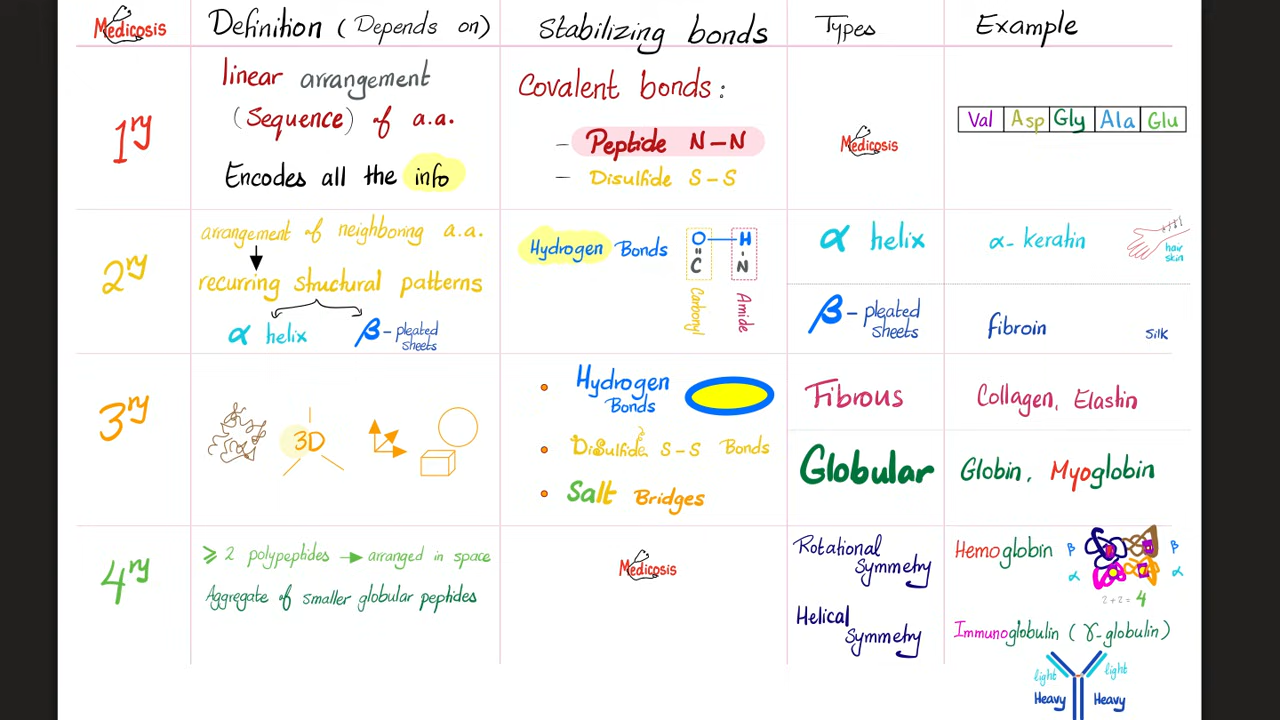 Medicosis
Definition (Depends on)
Stabilizing bonds
Types
Example
1ry
linear arrangement
(Sequence) of a.a.
Encodes all the info
Covalent bonds:
– Peptide N–N
– Disulfide S–S
Medicosis
Val Asp Gly Ala Glu
2ry
arrangement of neighboring a.a.
recurring structural patterns
α helix
β-pleated
sheets
Hydrogen Bonds
O H
C N
Carbonyl
Amide
α helix
α-keratin
hair
skin
β-pleated
sheets
fibroin
Silk
3ry
3D
• Hydrogen
Bonds
• Disulfide S–S Bonds
• Salt Bridges
Fibrous
Collagen, Elastin
Globular
Globin, Myoglobin
4ry
≥ 2 polypeptides → arranged in space
Aggregate of smaller globular peptides
Medicosis
Rotational
Symmetry
Hemoglobin
β β
α α
2+2= 4
Helical
Symmetry
Immunoglobulin (γ-globulin)
light light
Heavy Heavy